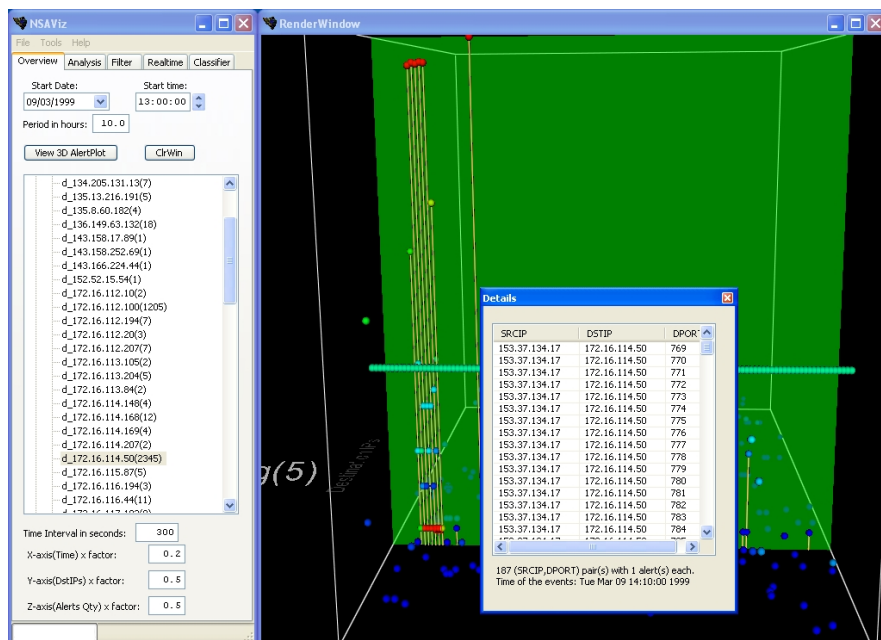 NSAViz
File Tools Help
Overview Analysis Filter Realtime Classifier
Start Date: Start time:
09/03/1999 13:00:00
Period in hours: 10.0
View 3D AlertPlot ClrWin
d_134.205.131.13(7)
d_135.13.216.191(5)
d_135.8.60.182(4)
d_136.149.63.132(18)
d_143.158.17.89(1)
d_143.158.252.69(1)
d_143.166.224.44(1)
d_152.52.15.54(1)
d_172.16.112.10(2)
d_172.16.112.100(1205)
d_172.16.112.194(7)
d_172.16.112.20(3)
d_172.16.112.207(7)
d_172.16.113.105(2)
d_172.16.113.204(5)
d_172.16.113.84(2)
d_172.16.114.148(4)
d_172.16.114.168(12)
d_172.16.114.169(4)
d_172.16.114.207(2)
d_172.16.114.50(2345)
d_172.16.115.87(5)
d_172.16.116.194(3)
d_172.16.116.44(11)
Time Interval in seconds: 300
X-axis(Time) x factor: 0.2
Y-axis(DstIPs) x factor: 0.5
Z-axis(Alerts Qty) x factor: 0.5
RenderWindow
g(5)
Details
SRCIP DSTIP DPORT
153.37.134.17 172.16.114.50 769
153.37.134.17 172.16.114.50 770
153.37.134.17 172.16.114.50 771
153.37.134.17 172.16.114.50 772
153.37.134.17 172.16.114.50 773
153.37.134.17 172.16.114.50 774
153.37.134.17 172.16.114.50 775
153.37.134.17 172.16.114.50 776
153.37.134.17 172.16.114.50 777
153.37.134.17 172.16.114.50 778
153.37.134.17 172.16.114.50 779
153.37.134.17 172.16.114.50 780
153.37.134.17 172.16.114.50 781
153.37.134.17 172.16.114.50 782
153.37.134.17 172.16.114.50 783
153.37.134.17 172.16.114.50 784
187 (SRCIP,DPORT) pair(s) with 1 alert(s) each.
Time of the events: Tue Mar 09 14:10:00 1999